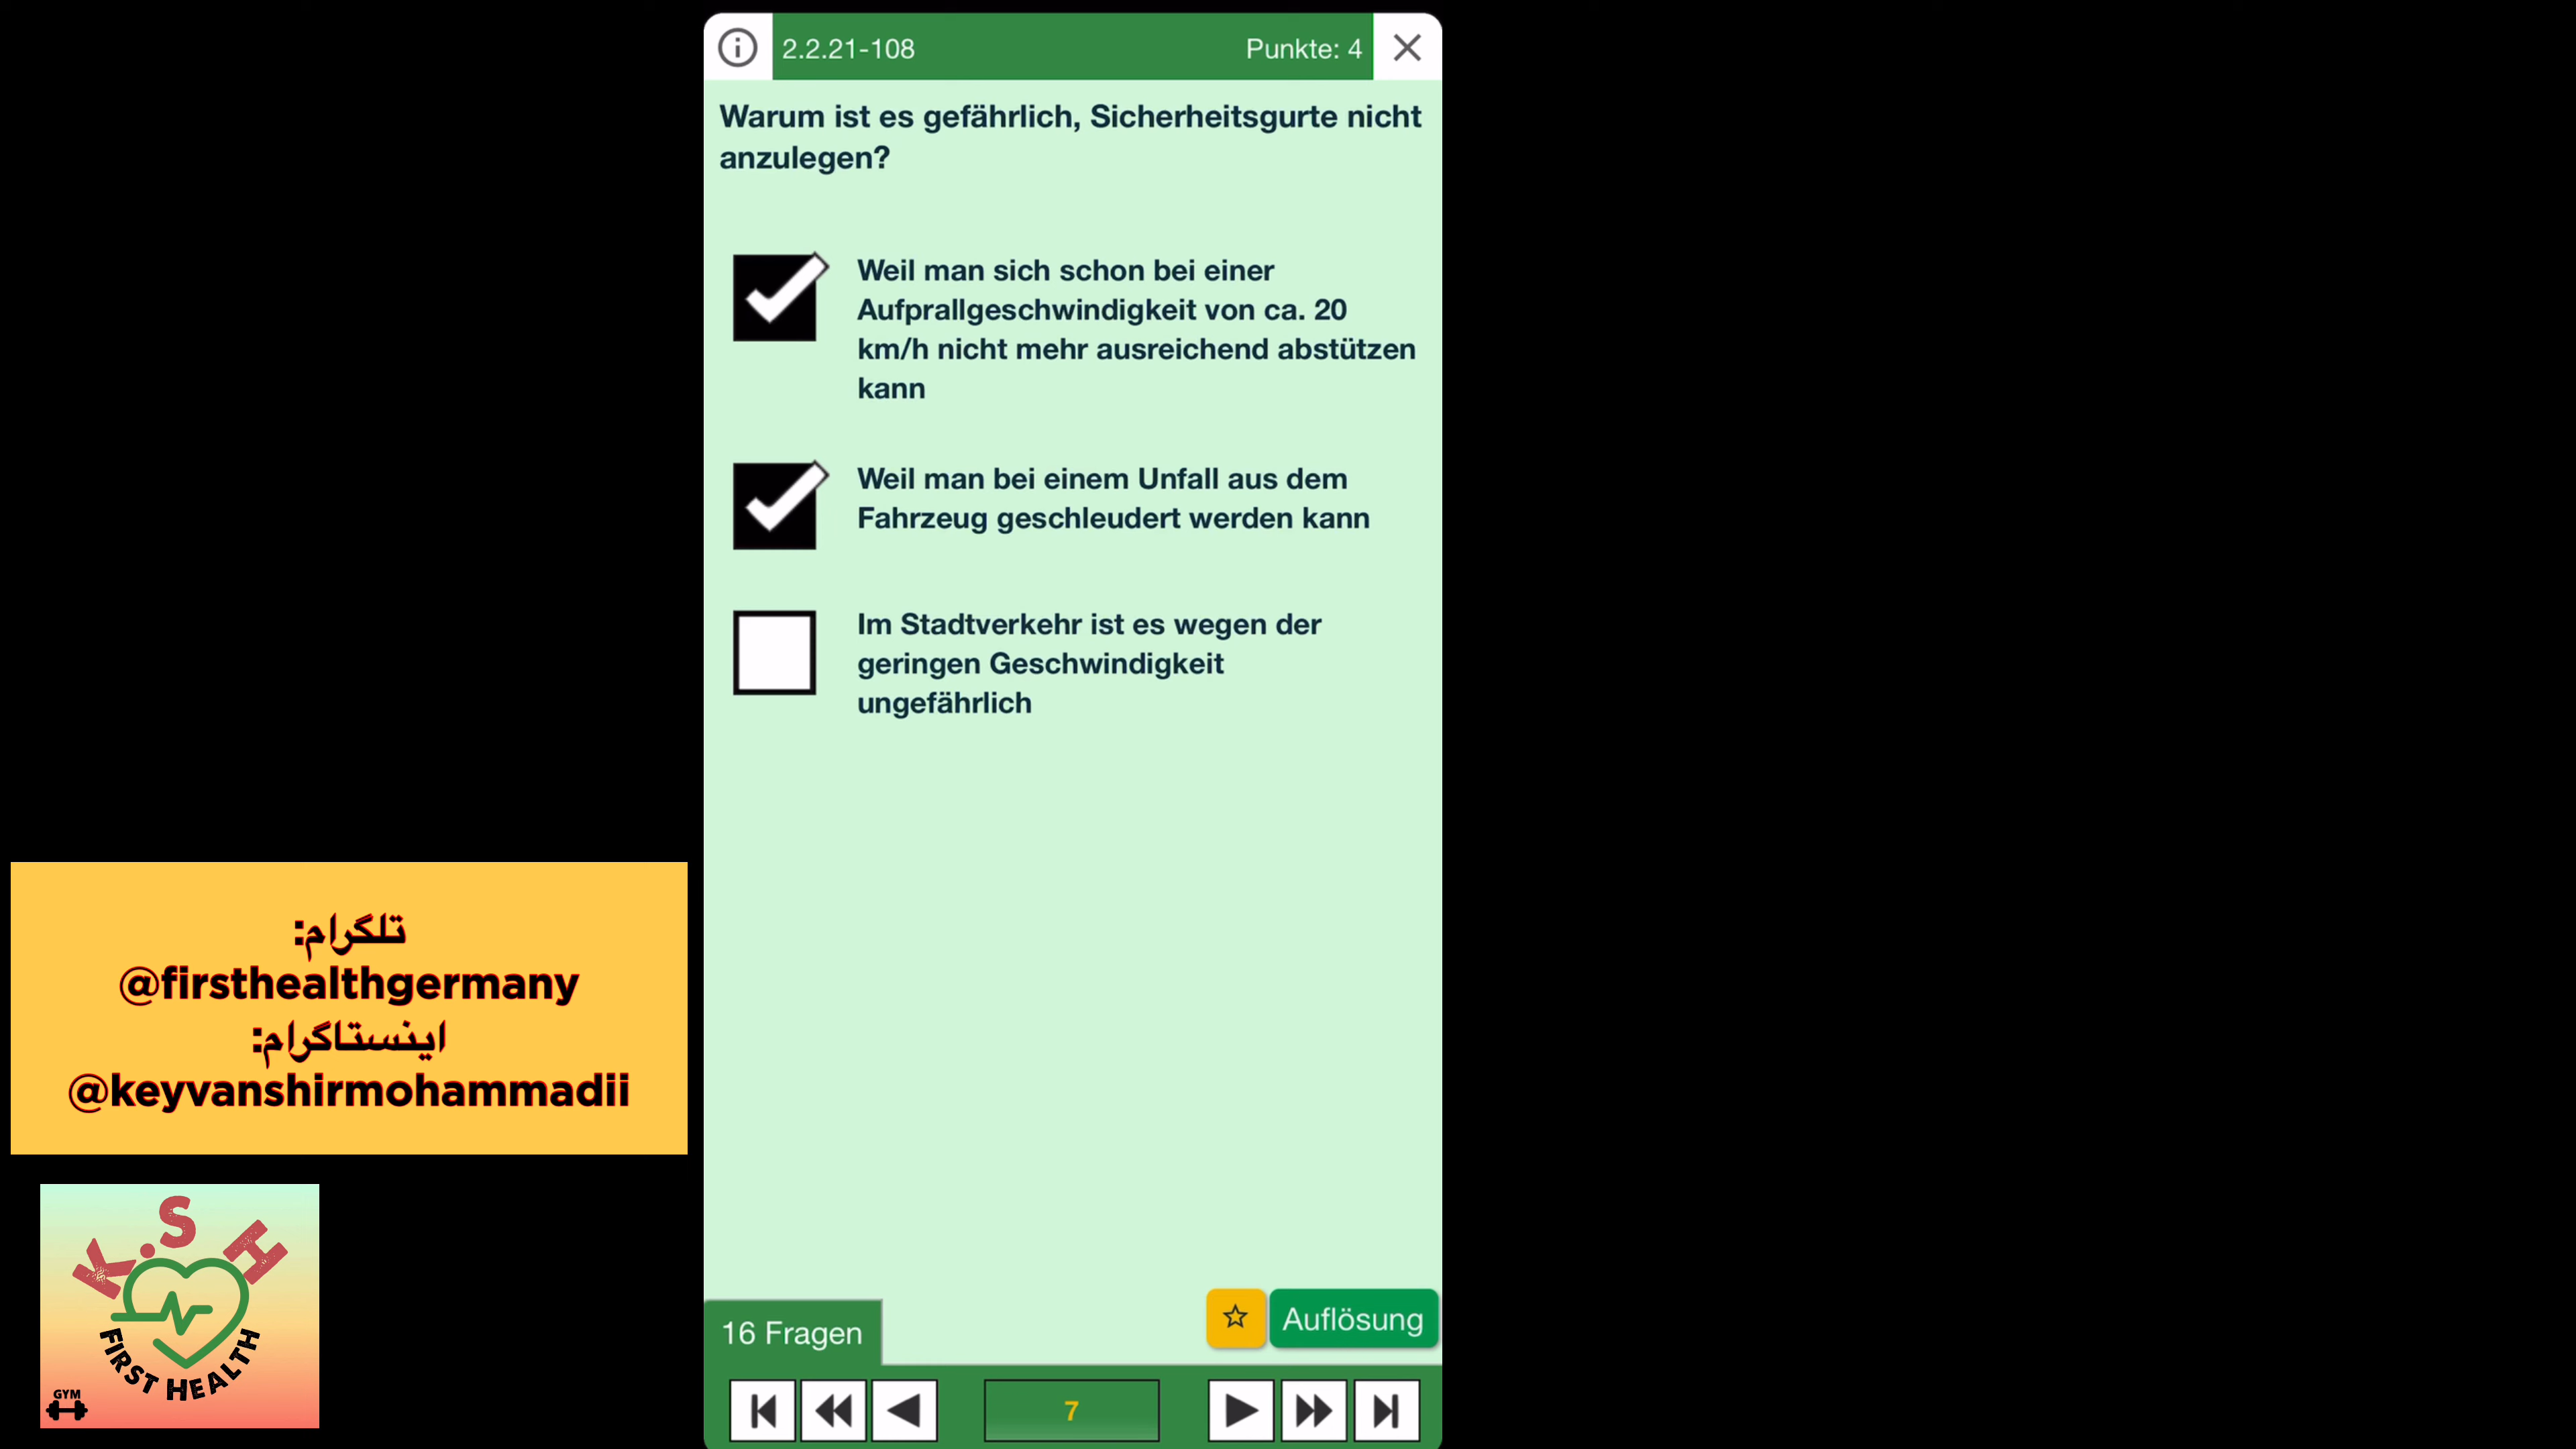 2.2.21-108
Punkte: 4
Warum ist es gefährlich, Sicherheitsgurte nicht
anzulegen?
Weil man sich schon bei einer
Aufprallgeschwindigkeit von ca. 20
km/h nicht mehr ausreichend abstützen
kann
Weil man bei einem Unfall aus dem
Fahrzeug geschleudert werden kann
Im Stadtverkehr ist es wegen der
geringen Geschwindigkeit
ungefährlich
تلگرام:
@firsthealthgermany
اینستاگرام:
@keyvanshirmohammadii
K.SH
FIRST HEALTH
GYM
16 Fragen
Auflösung
7